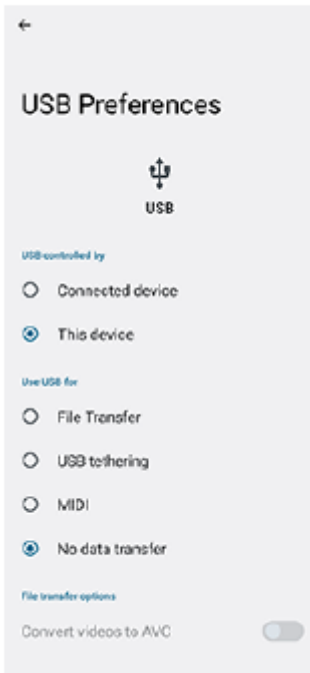 USB Preferences
USB
USB controlled by
Connected device
This device
Use USB for
File Transfer
USB tethering
MIDI
No data transfer
File transfer options
Convert videos to AVC